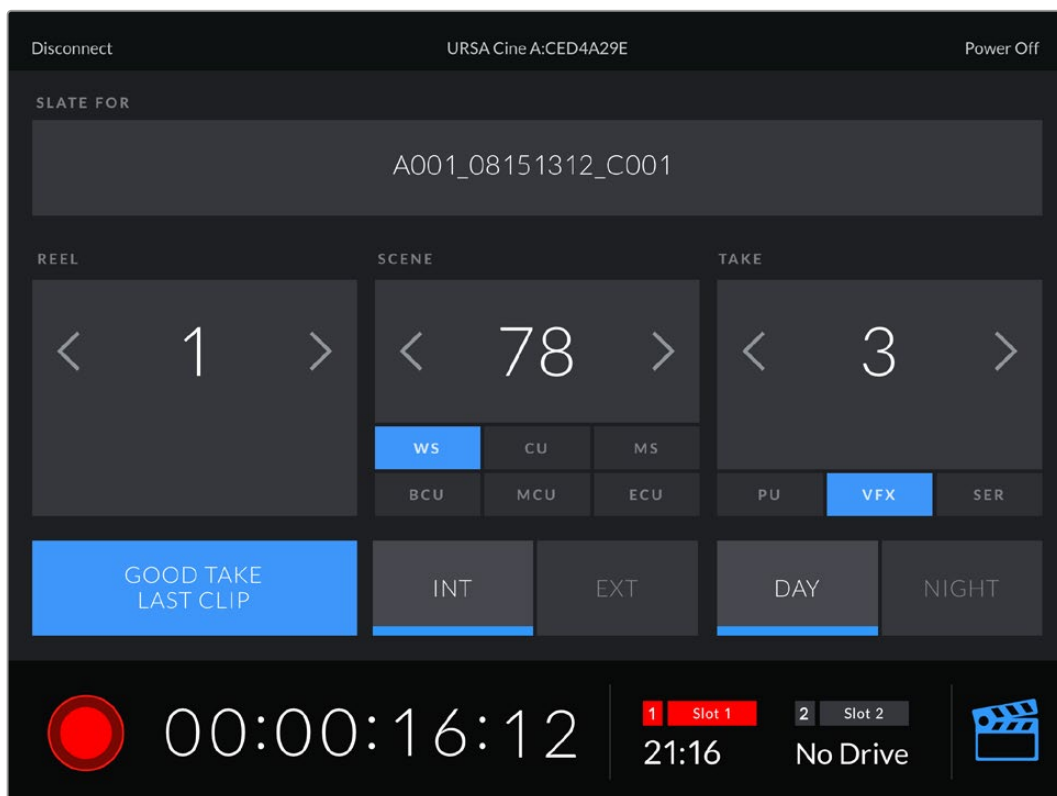 Disconnect
URSA Cine A:CED4A29E
Power Off
SLATE FOR
A001_08151312_C001
REEL
SCENE
TAKE
1
78
3
WS
CU
MS
BCU
MCU
ECU
PU
VFX
SER
GOOD TAKE
LAST CLIP
INT
EXT
DAY
NIGHT
00:00:16:12
1 Slot 1
21:16
2 Slot 2
No Drive